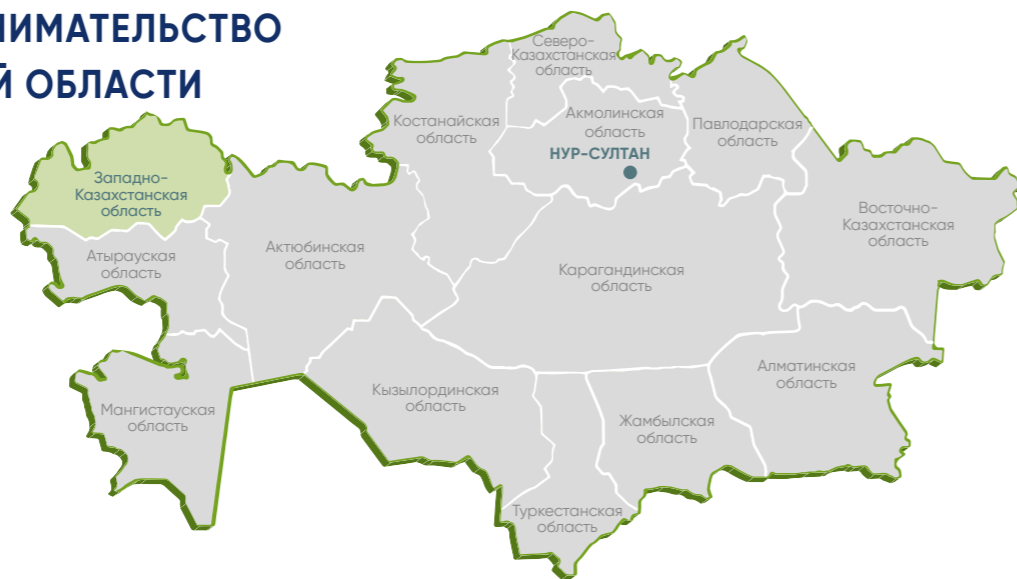 НИМАТЕЛЬСТВО
Й ОБЛАСТИ
Северо-
Казахстанская
область
Костанайская
область
Акмолинская
область
НУР-СУЛТАН
Павлодарская
область
Западно-
Казахстанская
область
Восточно-
Казахстанская
область
Атырауская
область
Актюбинская
область
Карагандинская
область
Алматинская
область
Кызылординская
область
Мангистауская
область
Жамбылская
область
Туркестанская
область